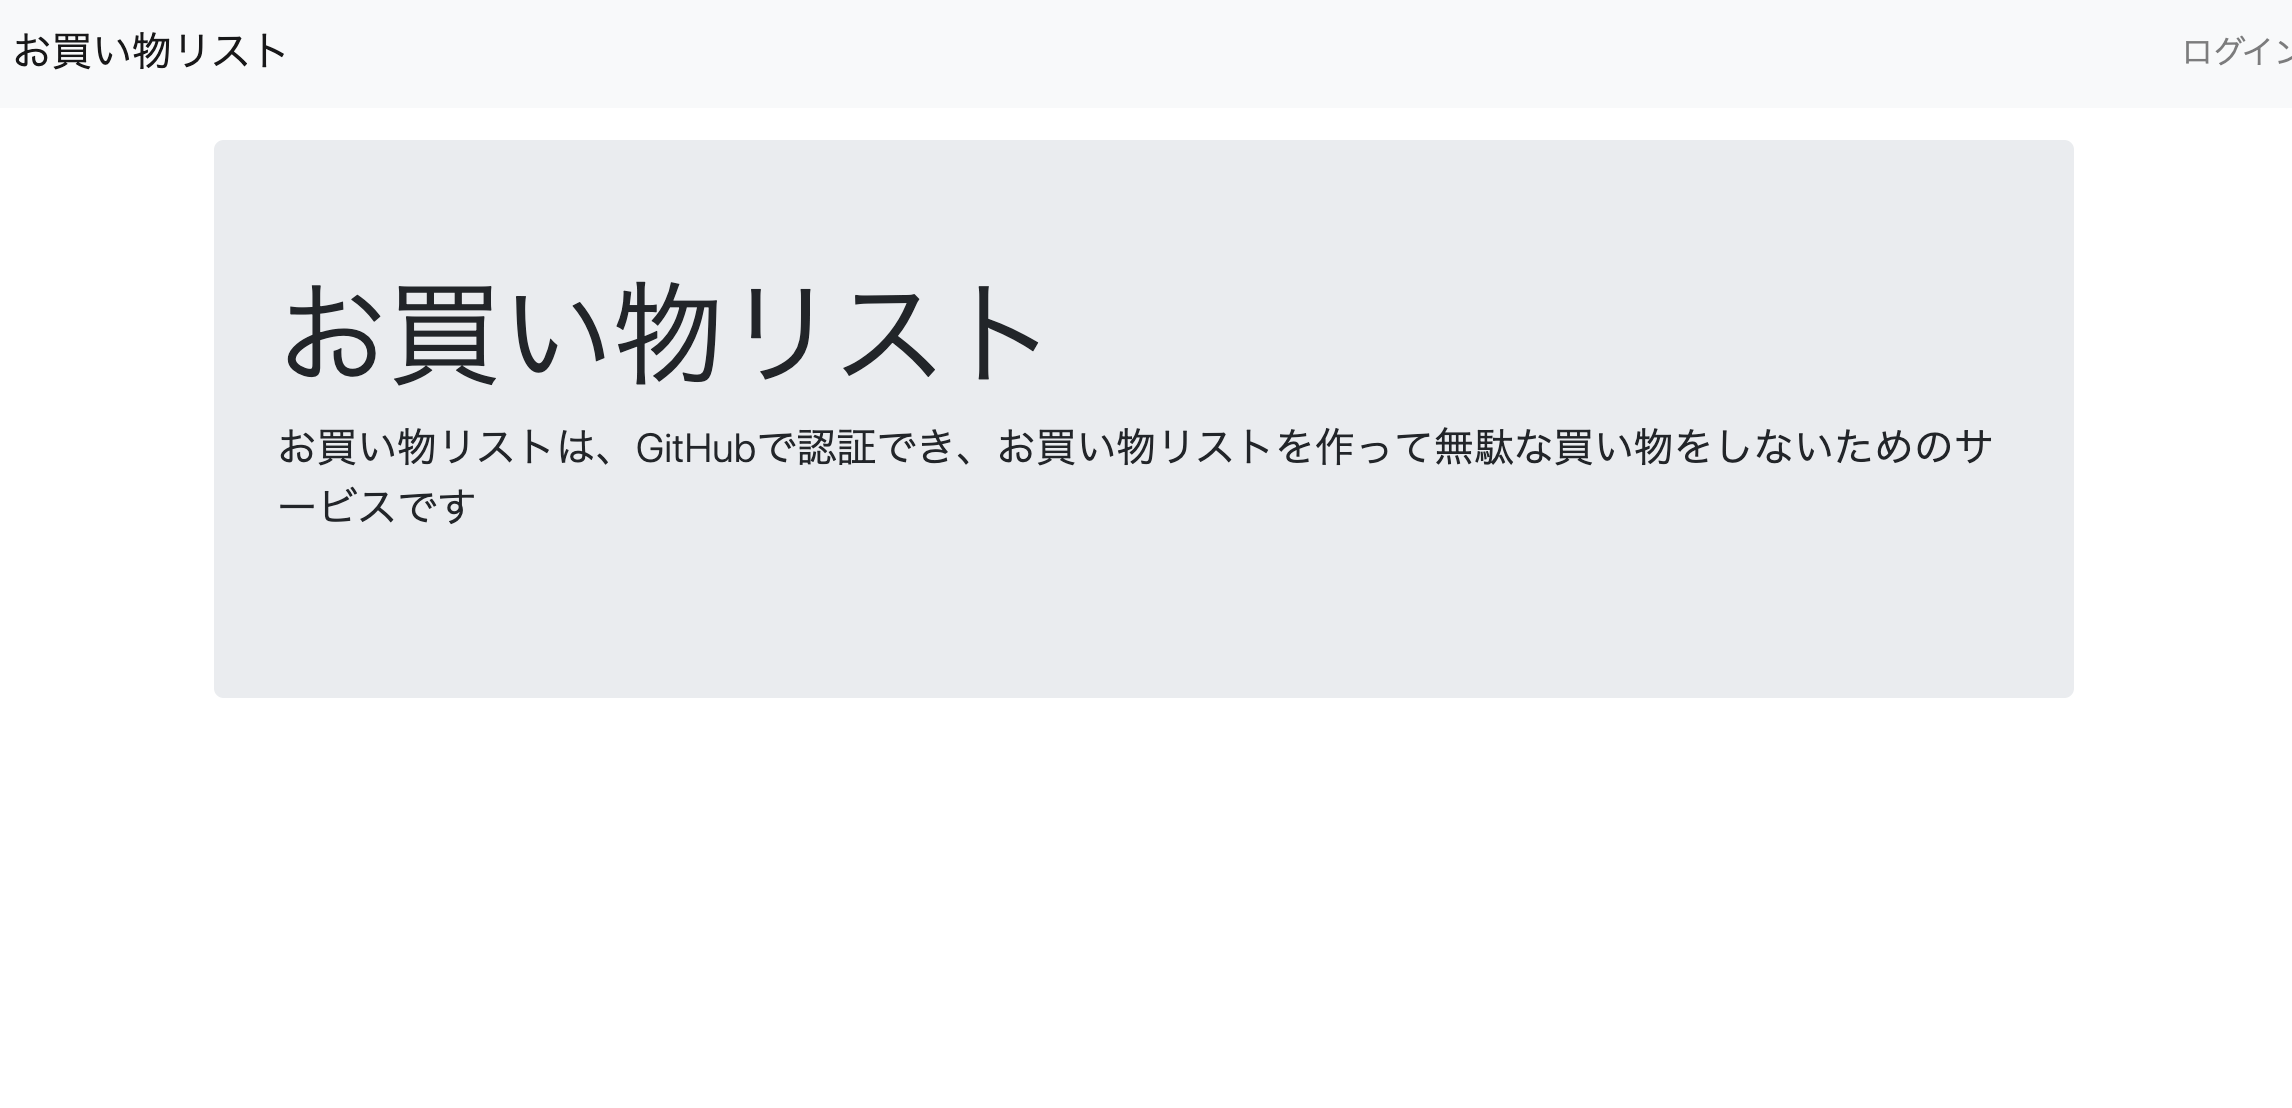 お買い物リスト
ログイン
お買い物リスト
お買い物リストは、GitHubで認証でき、お買い物リストを作って無駄な買い物をしないためのサ
ービスです